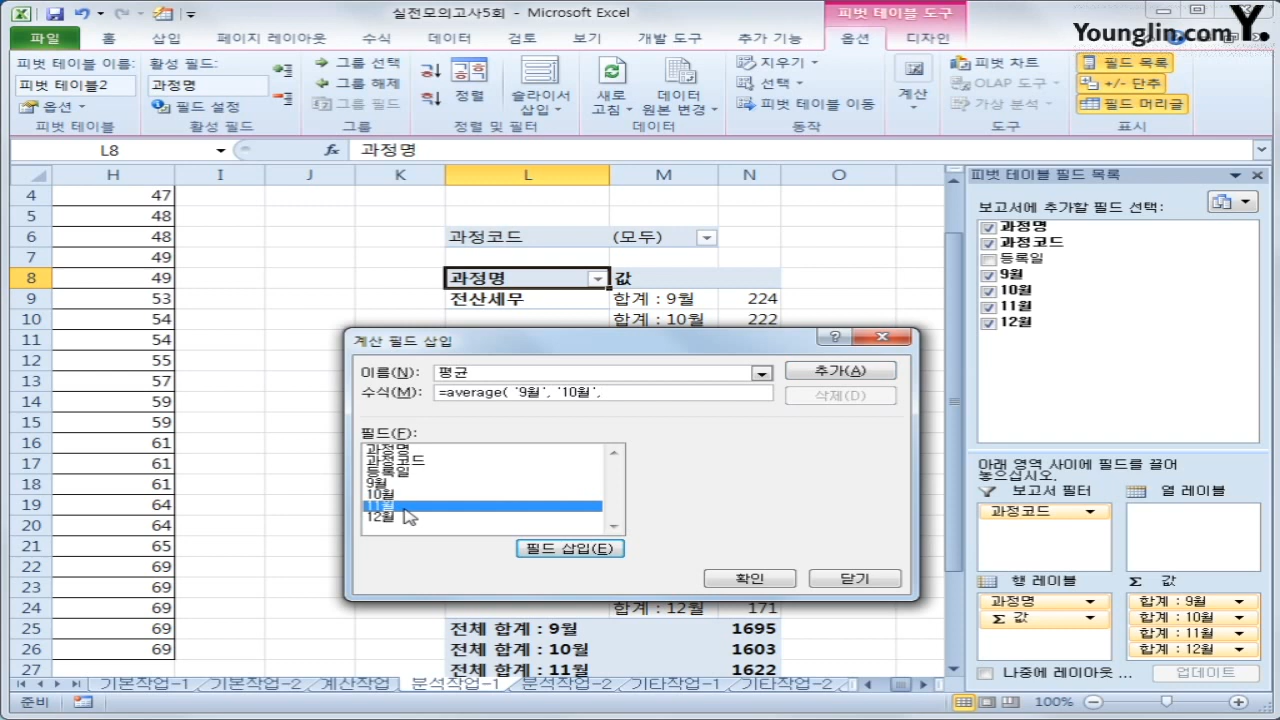 실전모의고사5회 - Microsoft Excel
피벗 테이블 도구
YoungJin.com Y.
파일 홈 삽입 페이지 레이아웃 수식 데이터 검토 보기 개발 도구 추가 기능 옵션 디자인
피벗 테이블 이름: 활성 필드:
피벗테이블2 과정명
옵션 필드 설정
그룹 선택
그룹 해제
그룹 필드
정렬
슬라이서 삽입
새로 고침
데이터 원본 변경
지우기
선택
피벗 테이블 이동
계산
피벗 차트
OLAP 도구
가상 분석
필드 목록
+/- 단추
필드 머리글
피벗 테이블 활성 필드 그룹 정렬 및 필터 데이터 동작 도구 표시
L8 fx 과정명
H I J K L M N O
4 47
5 48
6 48 과정코드 (모두)
7 49
8 49 과정명 값
9 53 전산세무 합계 : 9월 224
10 54 합계 : 10월 222
11 54
12 55
13 57
14 59
15 59
16 61
17 61
18 61
19 64
20 64
21 65
22 69
23 69
24 69 합계 : 12월 171
25 69 전체 합계 : 9월 1695
26 69 전체 합계 : 10월 1603
27 전체 합계 : 11월 1622
계산 필드 삽입
이름(N): 평균 추가(A)
수식(M): =average( '9월', '10월', 삭제(D)
필드(F):
과정명
과정코드
등록일
9월
10월
11월
12월
필드 삽입(E)
확인 닫기
피벗 테이블 필드 목록
보고서에 추가할 필드 선택:
과정명
과정코드
등록일
9월
10월
11월
12월
아래 영역 사이에 필드를 끌어
놓으십시오.
보고서 필터 열 레이블
과정코드
행 레이블 Σ 값
과정명 합계 : 9월
Σ 값 합계 : 10월
합계 : 11월
합계 : 12월
나중에 레이아웃 ... 업데이트
기본작업-1 기본작업-2 계산작업 분석작업-1 분석작업-2 기타작업-1 기타작업-2
준비 100%